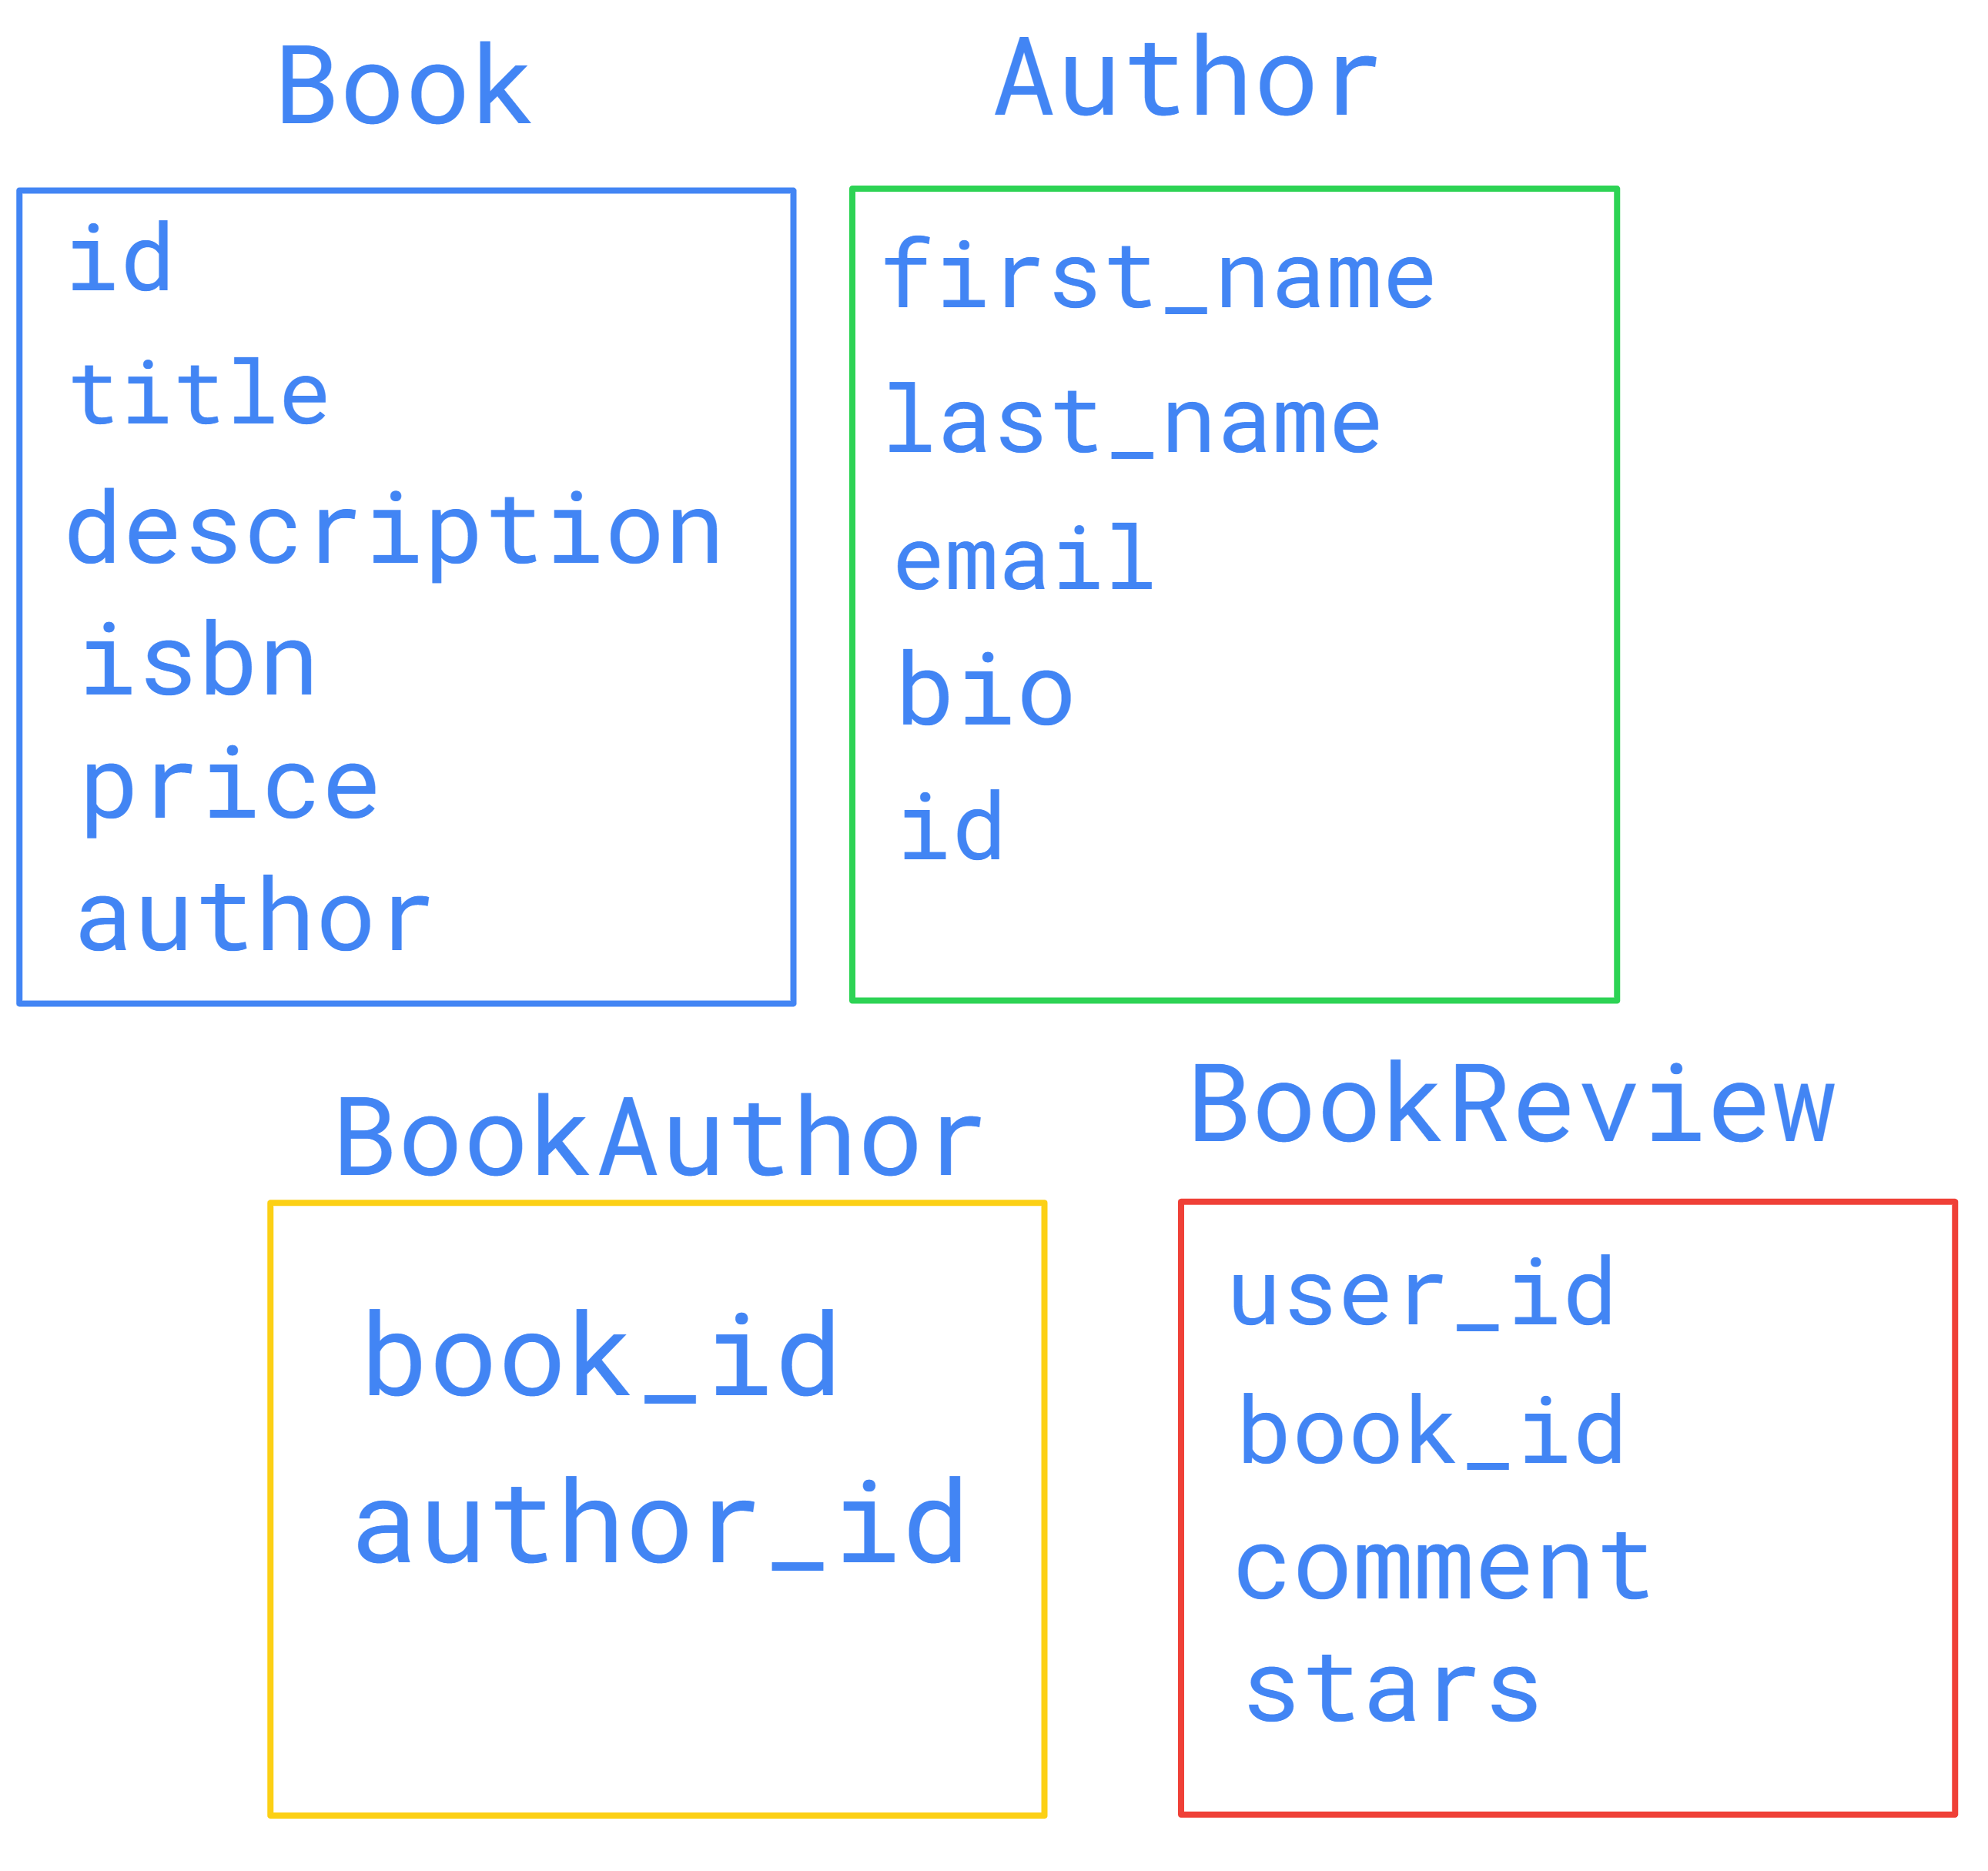 Book
id
title
description
isbn
price
author
Author
first_name
last_name
email
bio
id
BookAuthor
book_id
author_id
BookReview
user_id
book_id
comment
stars